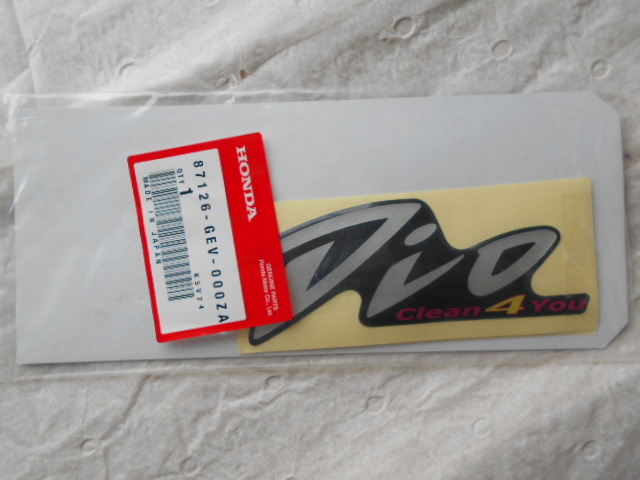 HONDA
GENUINE PARTS
Honda Motor Co., Ltd.
87126-GEV-000ZA
QTY 1
MADE IN JAPAN
K5924
Dio
Clean 4 You